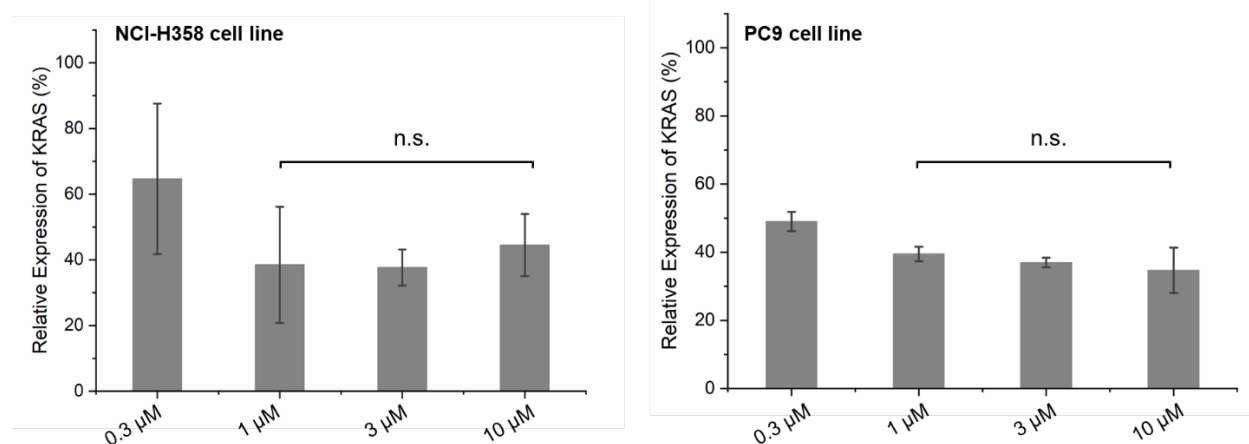 NCI-H358 cell line
Relative Expression of KRAS (%)
100
80
60
40
20
0
n.s.
0.3 µM
1 µM
3 µM
10 µM
PC9 cell line
Relative Expression of KRAS (%)
100
80
60
40
20
0
n.s.
0.3 µM
1 µM
3 µM
10 µM